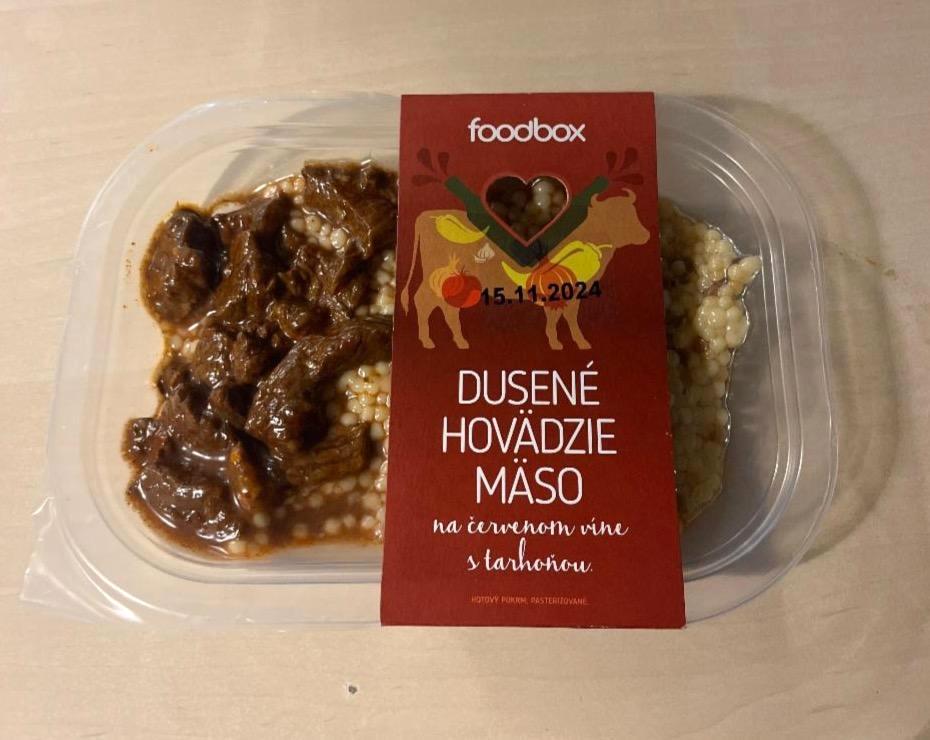 foodbox
15.11.2024
DUSENÉ
HOVÄDZIE
MÄSO
na červenom víne
s tarhoňou.
HOTOVÝ POKRM, PASTERIZOVANÉ.